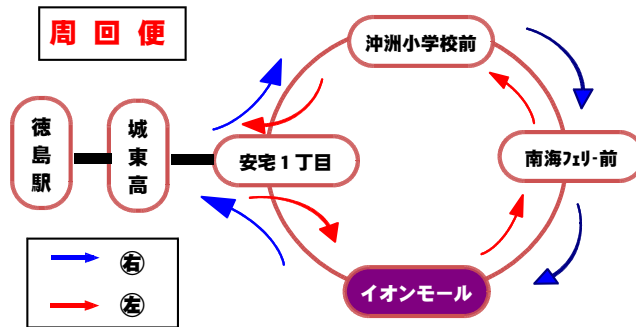 周回便
沖洲小学校前
徳島駅
城東高
安宅１丁目
南海ﾌｪﾘｰ前
㊨
㊧
イオンモール